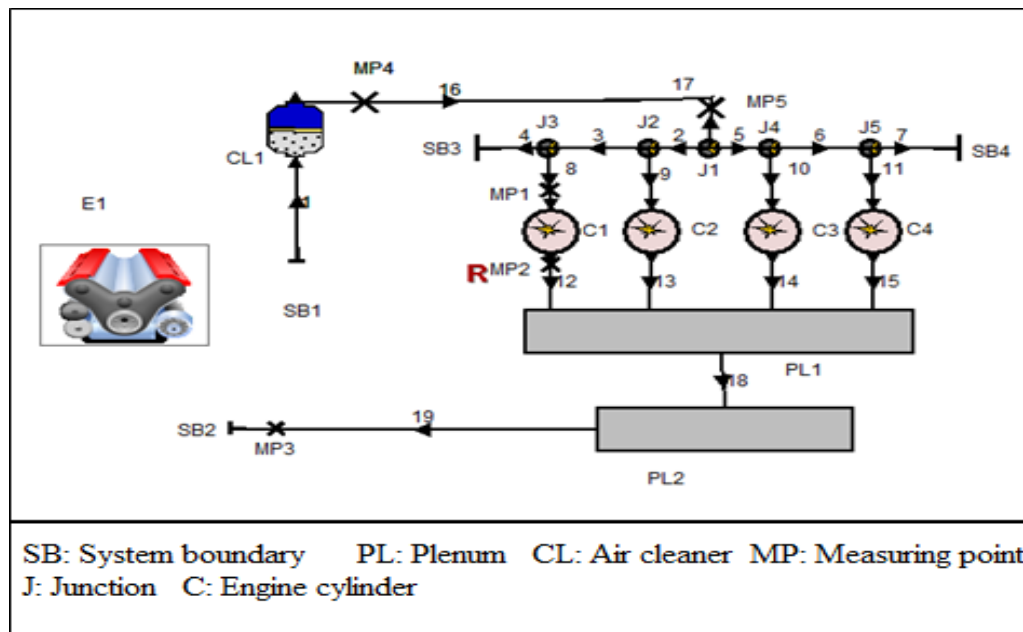 MP4
16
17
MP5
CL1
SB3
4
J3
3
J2
2
J1
5
J4
6
J5
7
SB4
8
9
10
11
MP1
1
E1
C1
C2
C3
C4
R
MP2
12
13
14
15
SB1
PL1
18
SB2
19
MP3
PL2
SB: System boundary PL: Plenum CL: Air cleaner MP: Measuring point
J: Junction C: Engine cylinder